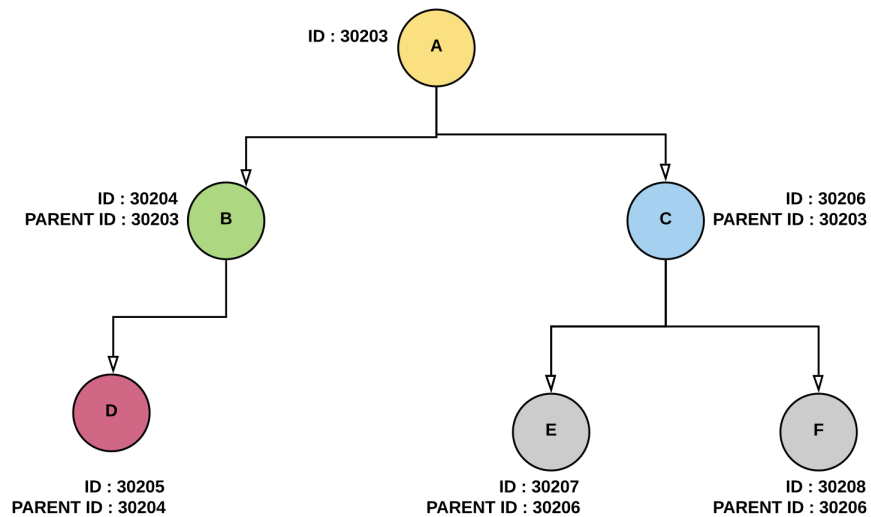 ID : 30203
A
ID : 30204
PARENT ID : 30203
B
C
ID : 30206
PARENT ID : 30203
D
ID : 30205
PARENT ID : 30204
E
ID : 30207
PARENT ID : 30206
F
ID : 30208
PARENT ID : 30206